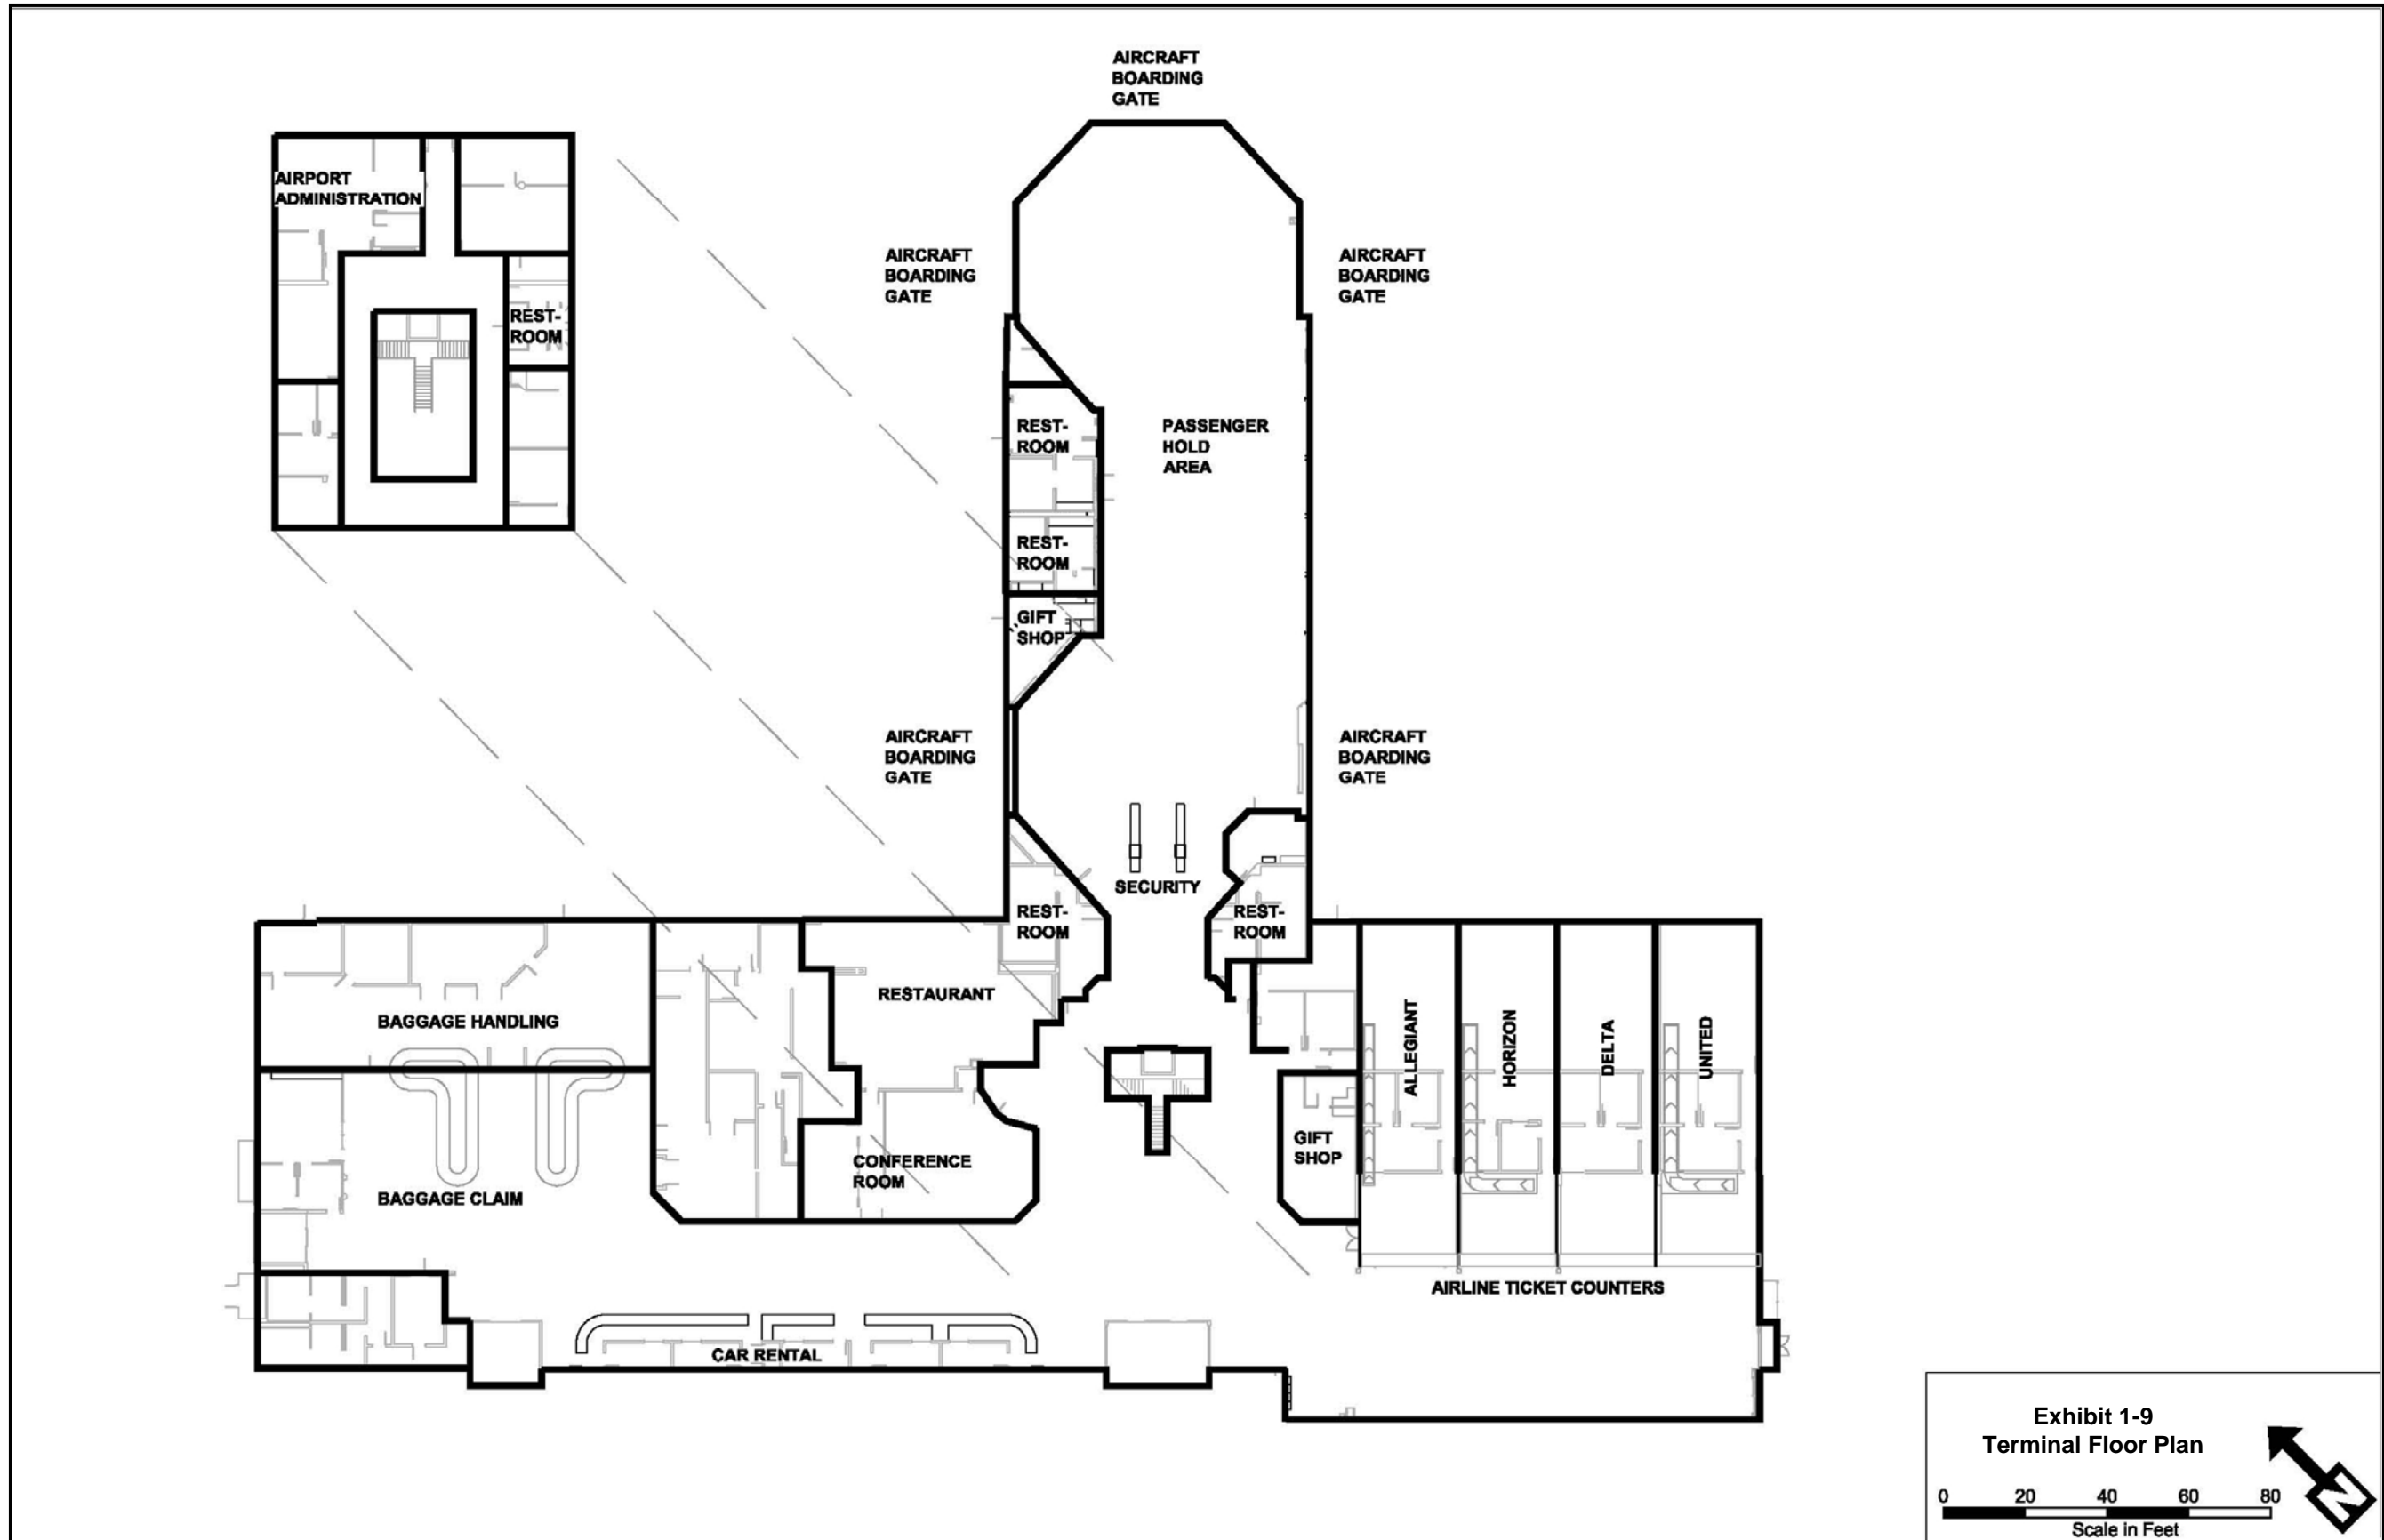 AIRCRAFT
BOARDING
GATE
AIRPORT
ADMINISTRATION
REST-
ROOM
AIRCRAFT
BOARDING
GATE
AIRCRAFT
BOARDING
GATE
REST-
ROOM
PASSENGER
HOLD
AREA
REST-
ROOM
GIFT
SHOP
AIRCRAFT
BOARDING
GATE
AIRCRAFT
BOARDING
GATE
SECURITY
REST-
ROOM
REST-
ROOM
RESTAURANT
BAGGAGE HANDLING
ALLEGIANT
HORIZON
DELTA
UNITED
GIFT
SHOP
CONFERENCE
ROOM
BAGGAGE CLAIM
AIRLINE TICKET COUNTERS
CAR RENTAL
Exhibit 1-9
Terminal Floor Plan
N
0 20 40 60 80
Scale in Feet